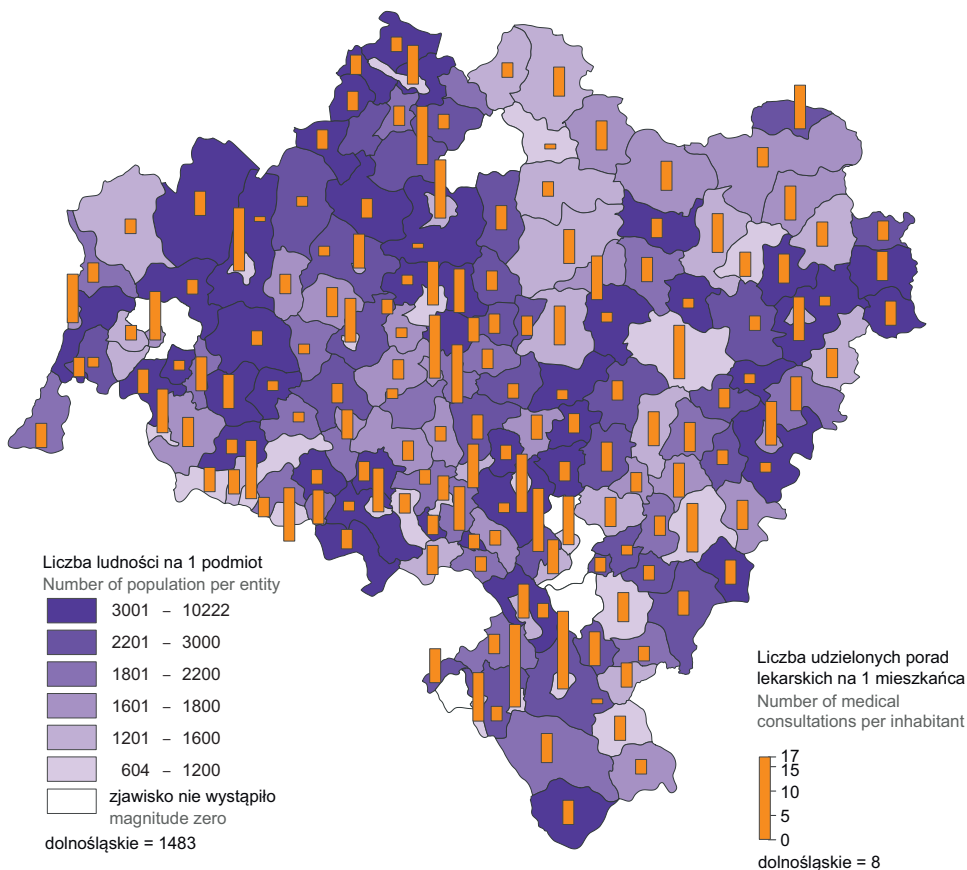 Liczba ludności na 1 podmiot
Number of population per entity
3001 – 10222
2201 – 3000
1801 – 2200
1601 – 1800
1201 – 1600
604 – 1200
zjawisko nie wystąpiło
magnitude zero
dolnośląskie = 1483
Liczba udzielonych porad
lekarskich na 1 mieszkańca
Number of medical
consultations per inhabitant
17
15
10
5
0
dolnośląskie = 8